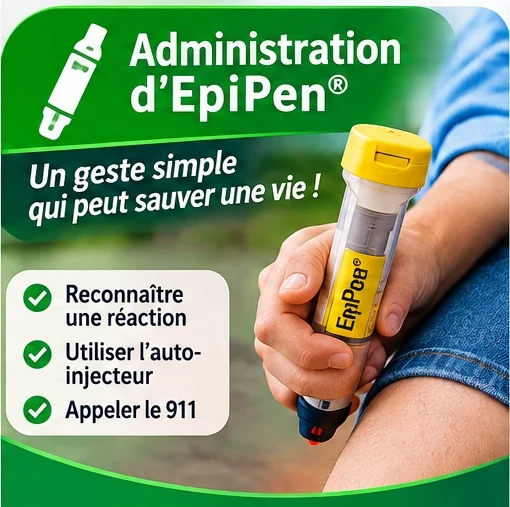 Administration
d'EpiPen®
Un geste simple
qui peut sauver une vie !
Reconnaître
une réaction
Utiliser l'auto-
injecteur
Appeler le 911